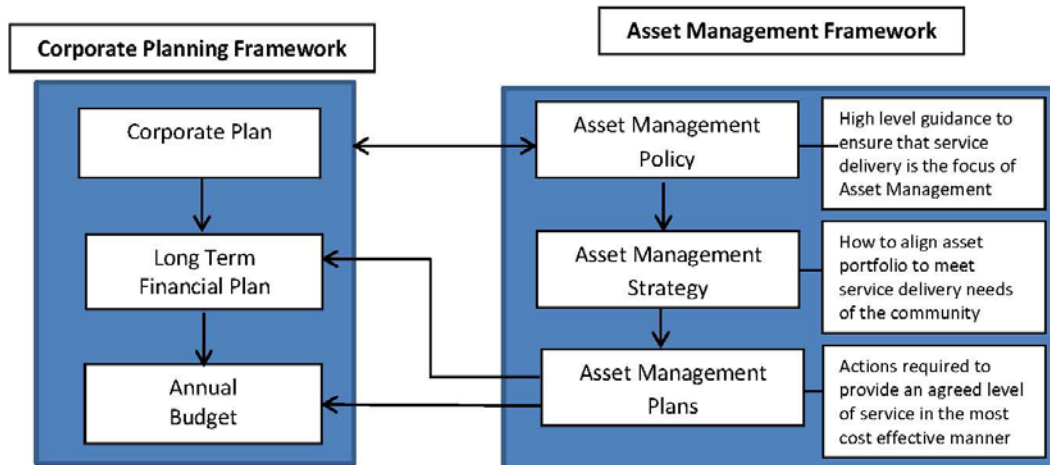 Corporate Planning Framework
Asset Management Framework
Corporate Plan
Long Term
Financial Plan
Annual
Budget
Asset Management
Policy
High level guidance to
ensure that service
delivery is the focus of
Asset Management
Asset Management
Strategy
How to align asset
portfolio to meet
service delivery needs
of the community
Asset Management
Plans
Actions required to
provide an agreed level
of service in the most
cost effective manner